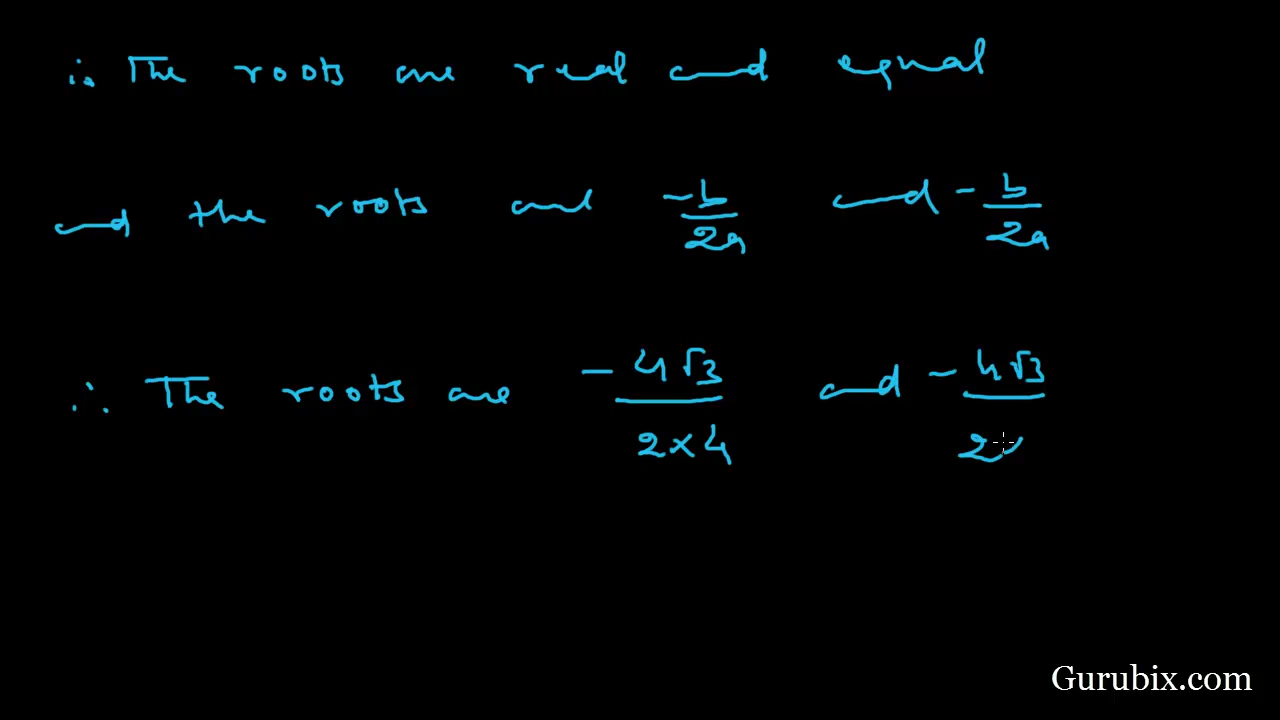 ∴ The roots are real and equal
and the roots are -b/2a and -b/2a
∴ The roots are -4√3/2×4 and -4√3/2
Gurubix.com